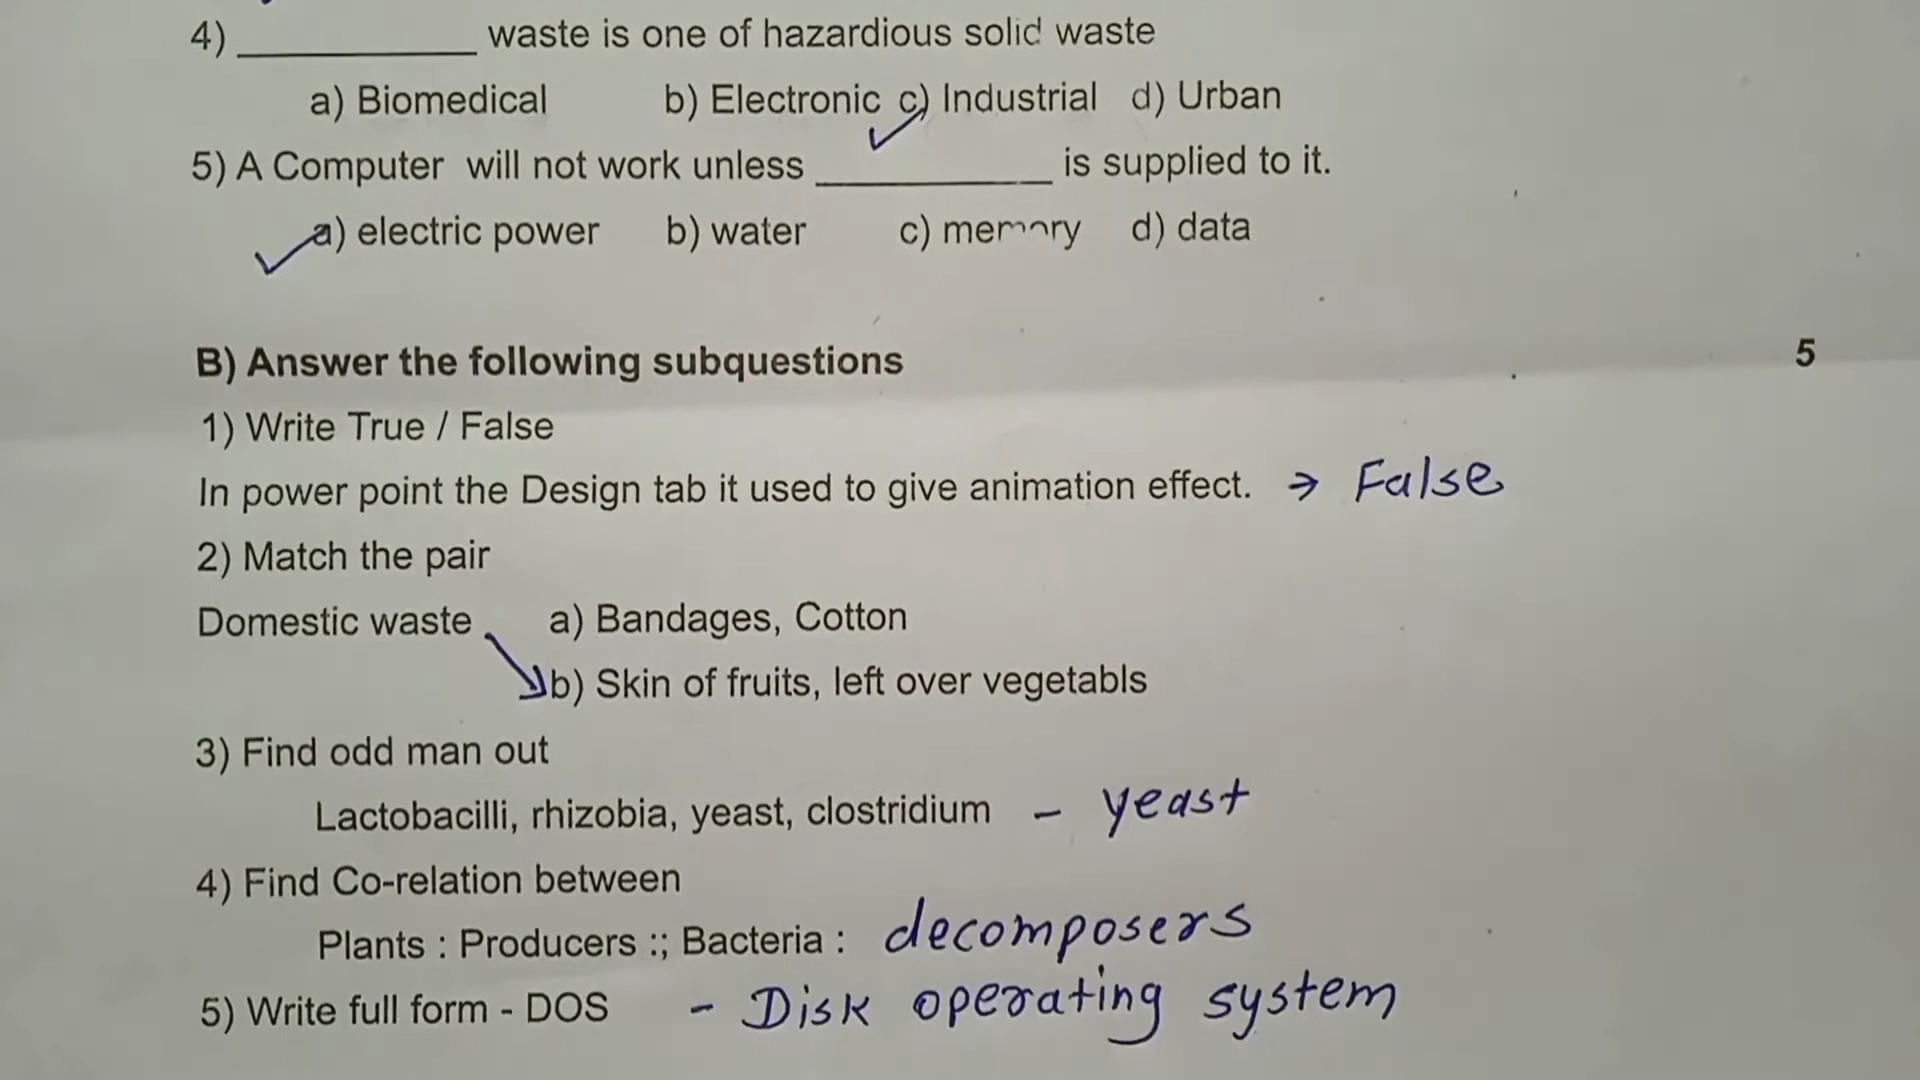 4) ____________ waste is one of hazardious solid waste
a) Biomedical b) Electronic c) Industrial d) Urban
5) A Computer will not work unless ____________ is supplied to it.
a) electric power b) water c) memory d) data
B) Answer the following subquestions 5
1) Write True / False
In power point the Design tab it used to give animation effect. → False
2) Match the pair
Domestic waste a) Bandages, Cotton
b) Skin of fruits, left over vegetabls
3) Find odd man out
Lactobacilli, rhizobia, yeast, clostridium - yeast
4) Find Co-relation between
Plants : Producers :; Bacteria : decomposers
5) Write full form - DOS - Disk operating system